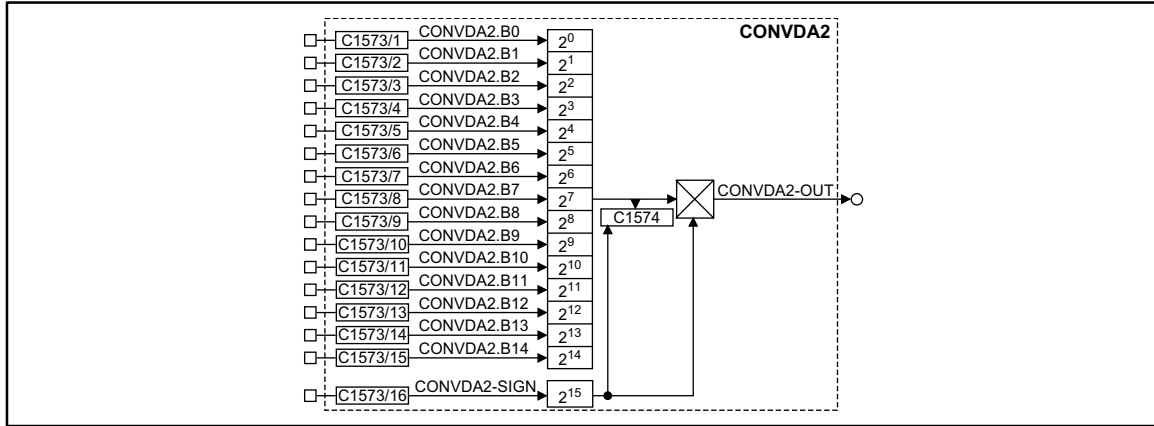 CONVDA2
C1573/1 CONVDA2.B0 2⁰
C1573/2 CONVDA2.B1 2¹
C1573/3 CONVDA2.B2 2²
C1573/4 CONVDA2.B3 2³
C1573/5 CONVDA2.B4 2⁴
C1573/6 CONVDA2.B5 2⁵
C1573/7 CONVDA2.B6 2⁶
C1573/8 CONVDA2.B7 2⁷ CONVDA2-OUT
C1573/9 CONVDA2.B8 2⁸ C1574
C1573/10 CONVDA2.B9 2⁹
C1573/11 CONVDA2.B10 2¹⁰
C1573/12 CONVDA2.B11 2¹¹
C1573/13 CONVDA2.B12 2¹²
C1573/14 CONVDA2.B13 2¹³
C1573/15 CONVDA2.B14 2¹⁴
C1573/16 CONVDA2-SIGN 2¹⁵